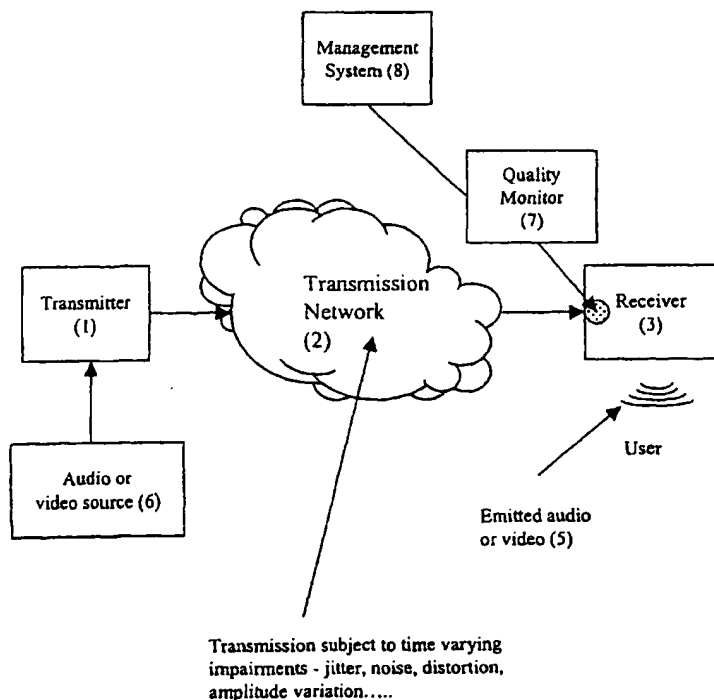 Management
System (8)
Quality
Monitor
(7)
Transmission
Network
(2)
Transmitter
(1)
Receiver
(3)
Audio or
video source (6)
User
Emitted audio
or video (5)
Transmission subject to time varying
impairments - jitter, noise, distortion,
amplitude variation.....